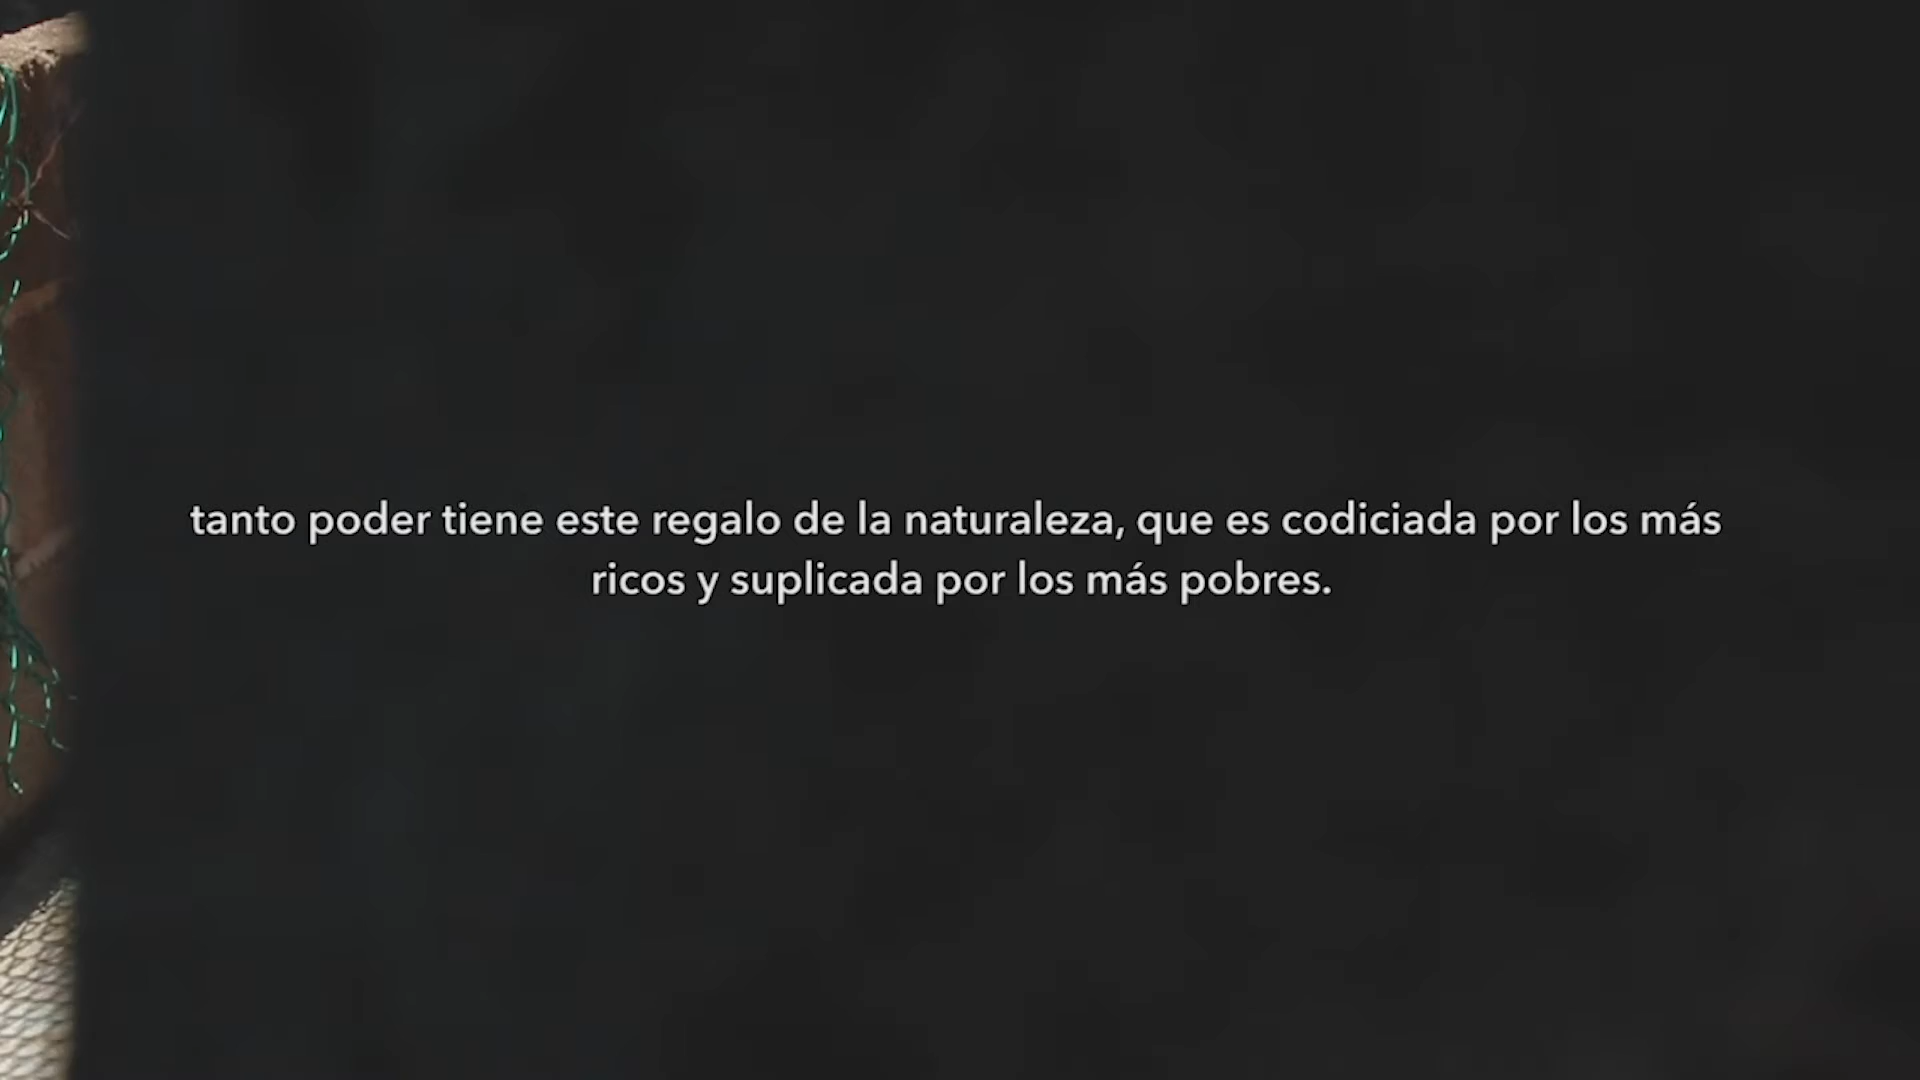 tanto poder tiene este regalo de la naturaleza, que es codiciada por los más
ricos y suplicada por los más pobres.